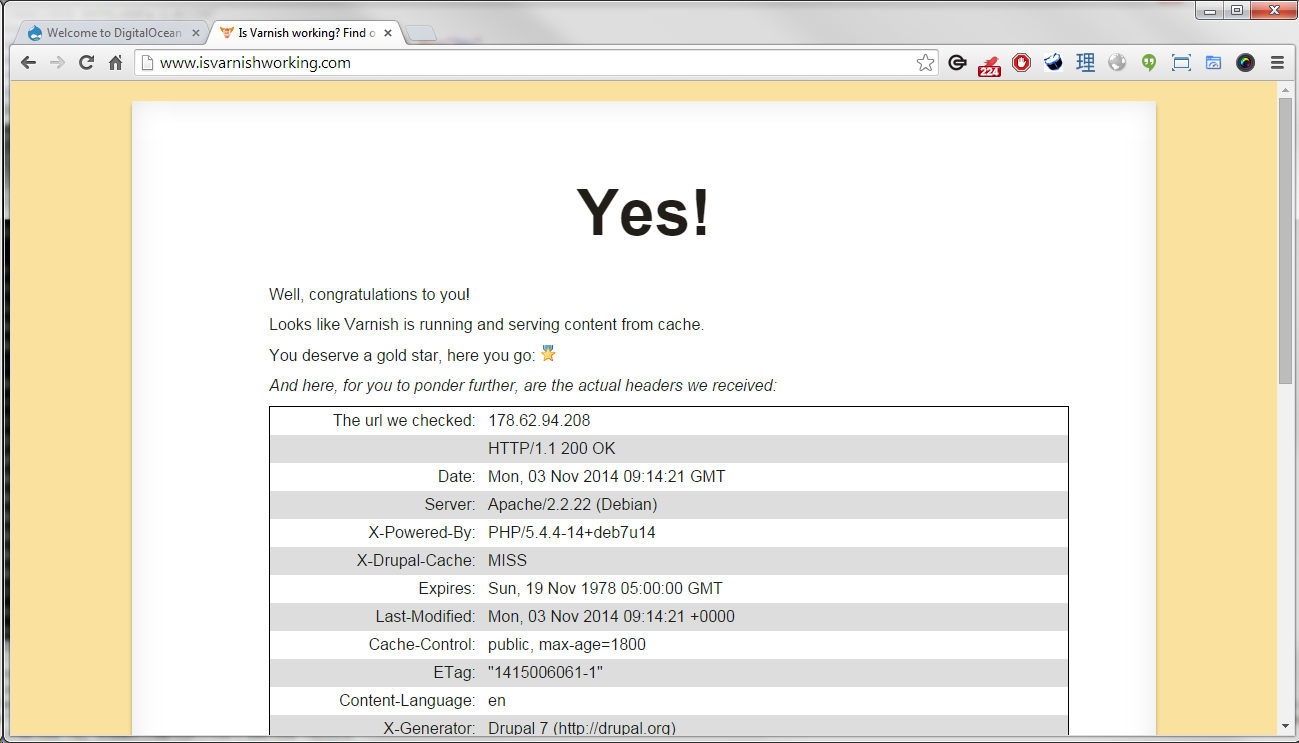 Welcome to DigitalOcean
Is Varnish working? Find o
www.isvarnishworking.com
224
理
Yes!
Well, congratulations to you!
Looks like Varnish is running and serving content from cache.
You deserve a gold star, here you go:
And here, for you to ponder further, are the actual headers we received:
The url we checked: 178.62.94.208
HTTP/1.1 200 OK
Date: Mon, 03 Nov 2014 09:14:21 GMT
Server: Apache/2.2.22 (Debian)
X-Powered-By: PHP/5.4.4-14+deb7u14
X-Drupal-Cache: MISS
Expires: Sun, 19 Nov 1978 05:00:00 GMT
Last-Modified: Mon, 03 Nov 2014 09:14:21 +0000
Cache-Control: public, max-age=1800
ETag: "1415006061-1"
Content-Language: en
X-Generator: Drupal 7 (http://drupal.org)